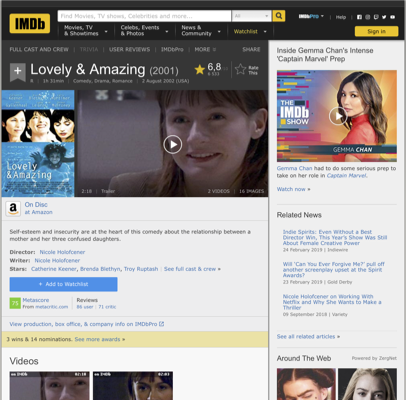 IMDb
Find Movies, TV shows, Celebrities and more...
All
IMDbPro
Help
Movies, TV & Showtimes
Celebs, Events & Photos
News & Community
Watchlist
Sign in
FULL CAST AND CREW | TRIVIA | USER REVIEWS | IMDbPro | MORE
SHARE
Lovely & Amazing (2001)
6,8
Rate This
R | 1h 31min | Comedy, Drama, Romance | 2 August 2002 (USA)
LOVELY & AMAZING
2:18 | Trailer
2 VIDEOS | 16 IMAGES
On Disc
at Amazon
Self-esteem and insecurity are at the heart of this comedy about the relationship between a
mother and her three confused daughters.
Director: Nicole Holofcener
Writer: Nicole Holofcener
Stars: Catherine Keener, Brenda Blethyn, Troy Ruptash | See full cast & crew »
+ Add to Watchlist
Metascore
From metacritic.com
Reviews
View production, box office, & company info on IMDbPro
3 wins & 14 nominations. See more awards »
Videos
IMDb
02:18
IMDb
02:03
Inside Gemma Chan's Intense
'Captain Marvel' Prep
THE IMDb SHOW
GEMMA CHAN
Gemma Chan had to do some serious prep to
take on her role in Captain Marvel.
Watch now »
Related News
Indie Spirits: Even Without a Best
Director Win, This Year's Show Was Still
About Female Creative Power
24 February 2019 | Indiewire
Will 'Can You Ever Forgive Me?' pull off
another screenplay upset at the Spirit
Awards?
23 February 2019 | Gold Derby
Nicole Holofcener on Working With
Netflix and Why She Wants to Make a
Thriller
09 September 2018 | Variety
See all related articles »
Around The Web
Powered by ZergNet